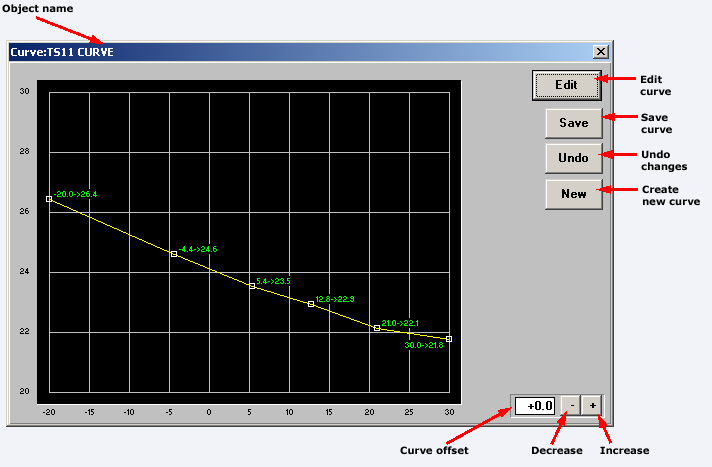 Object name
Curve:TS11 CURVE
30
28
26
24
22
20
-20
-15
-10
-5
0
5
10
15
20
25
30
-20.0->26.4
-4.4->24.6
5.4->23.5
12.8->22.9
21.0->22.1
30.0->21.8
Edit
Save
Undo
New
Edit
curve
Save
curve
Undo
changes
Create
new curve
+0.0
-
+
Curve offset
Decrease
Increase